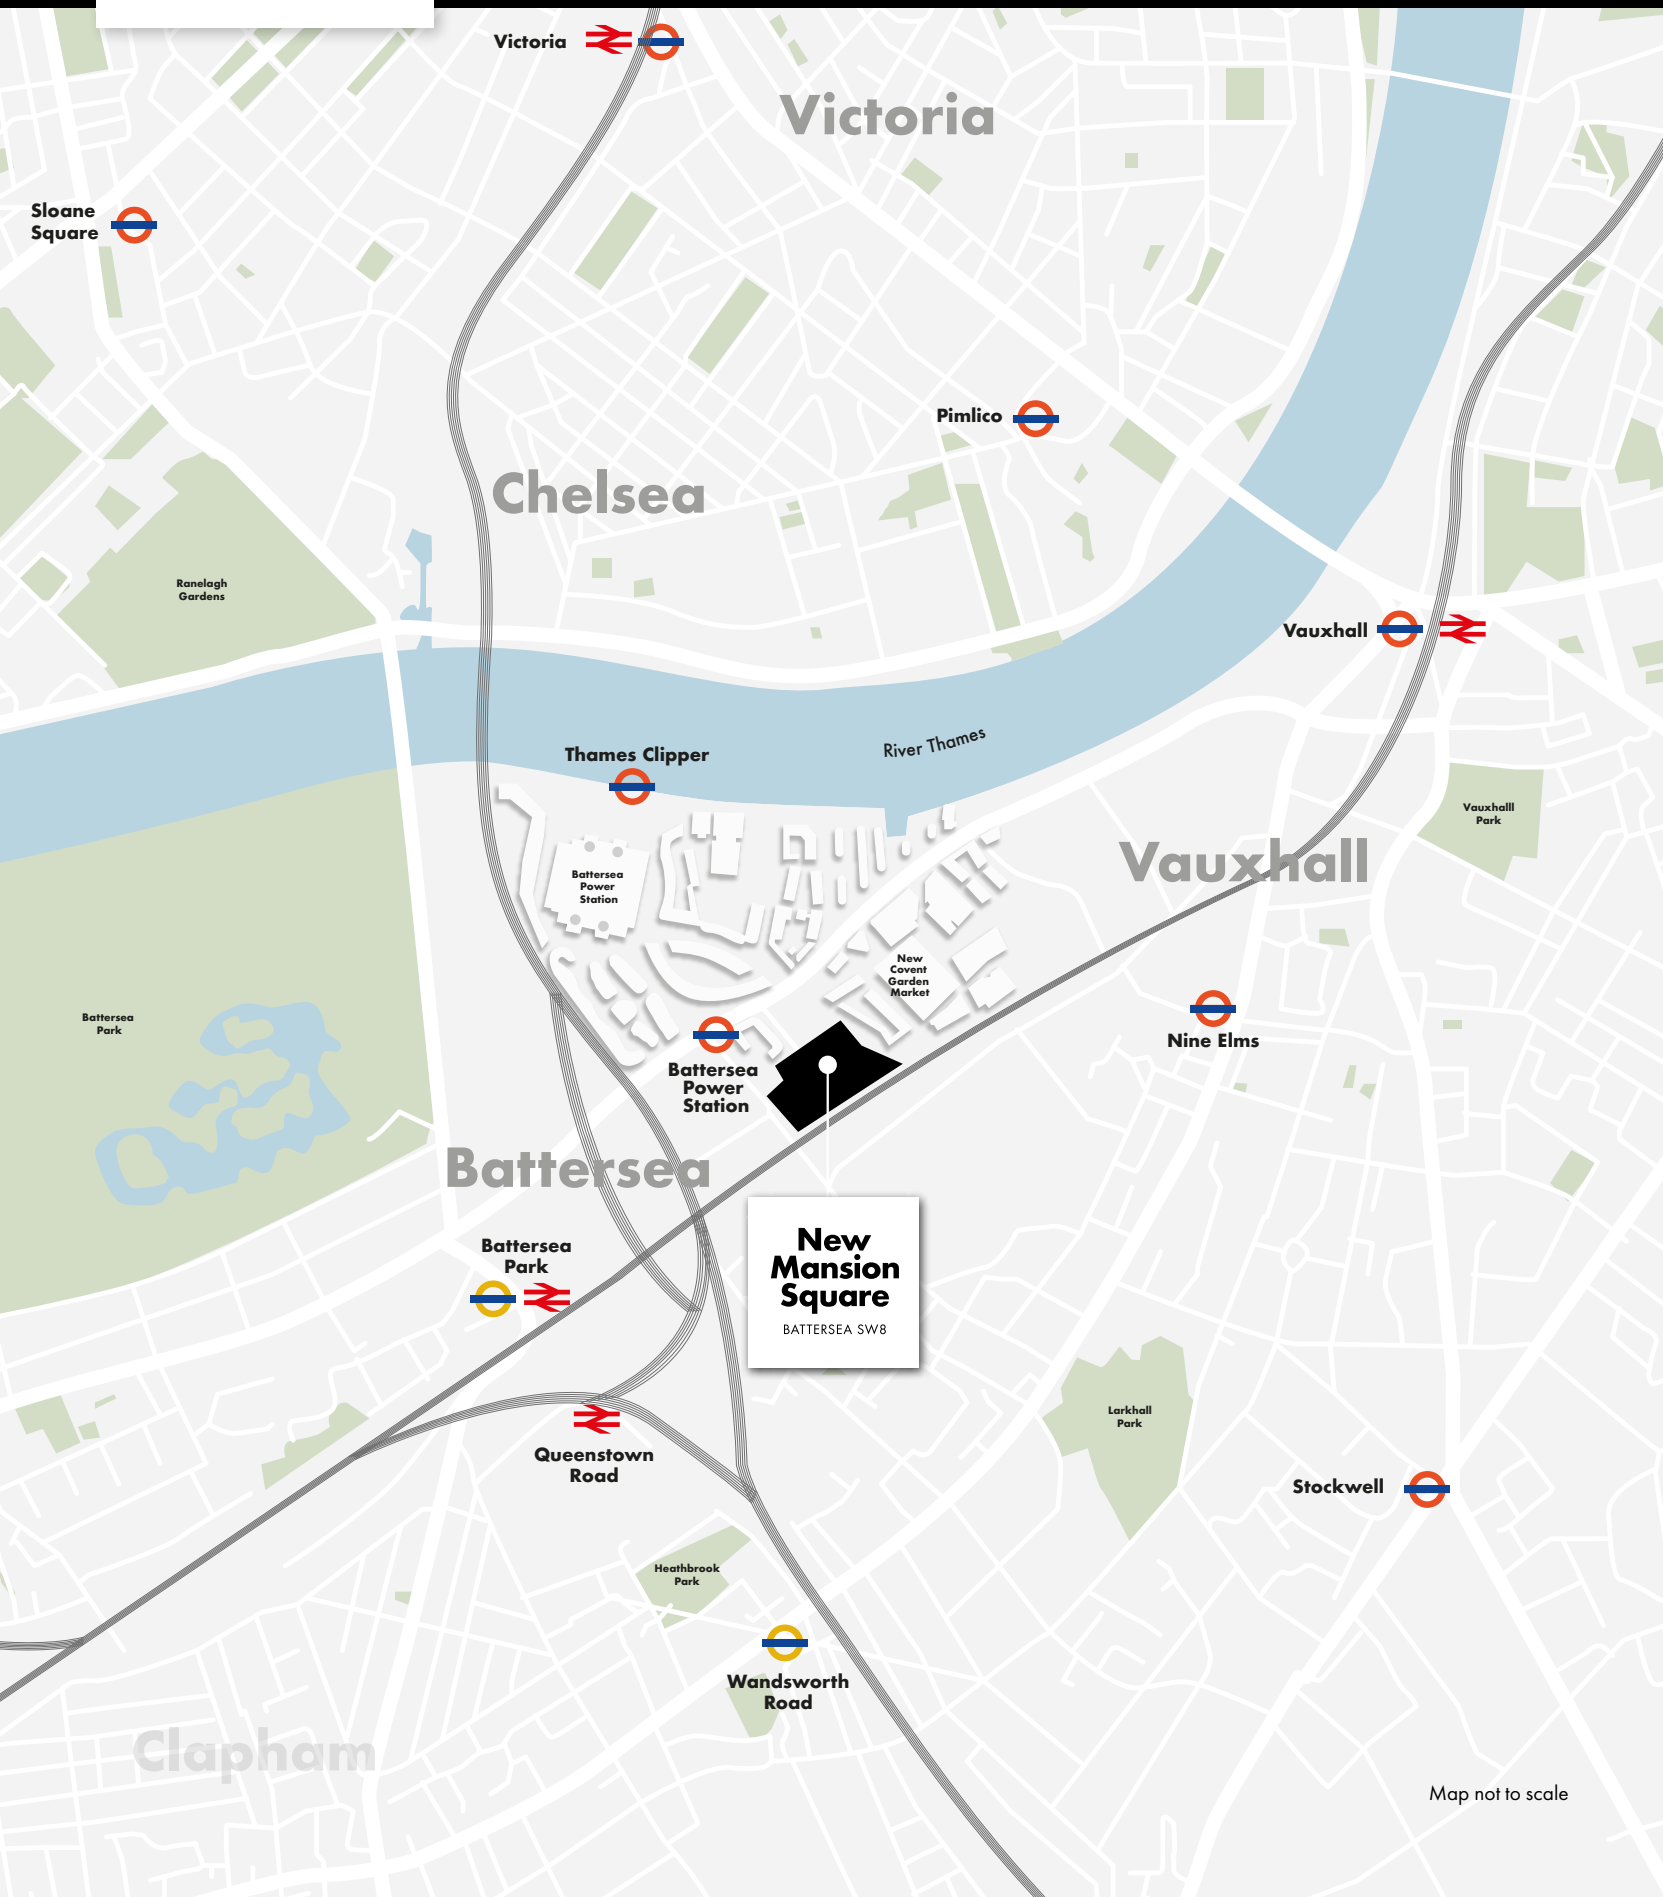 Victoria
Victoria
Sloane
Square
Pimlico
Chelsea
Ranelagh
Gardens
Vauxhall
River Thames
Thames Clipper
Vauxhalll
Park
Vauxhall
Battersea
Power
Station
New
Covent
Garden
Market
Battersea
Park
Nine Elms
Battersea
Power
Station
Battersea
New
Mansion
Square
BATTERSEA SW8
Battersea
Park
Larkhall
Park
Queenstown
Road
Stockwell
Heathbrook
Park
Wandsworth
Road
Clapham
Map not to scale